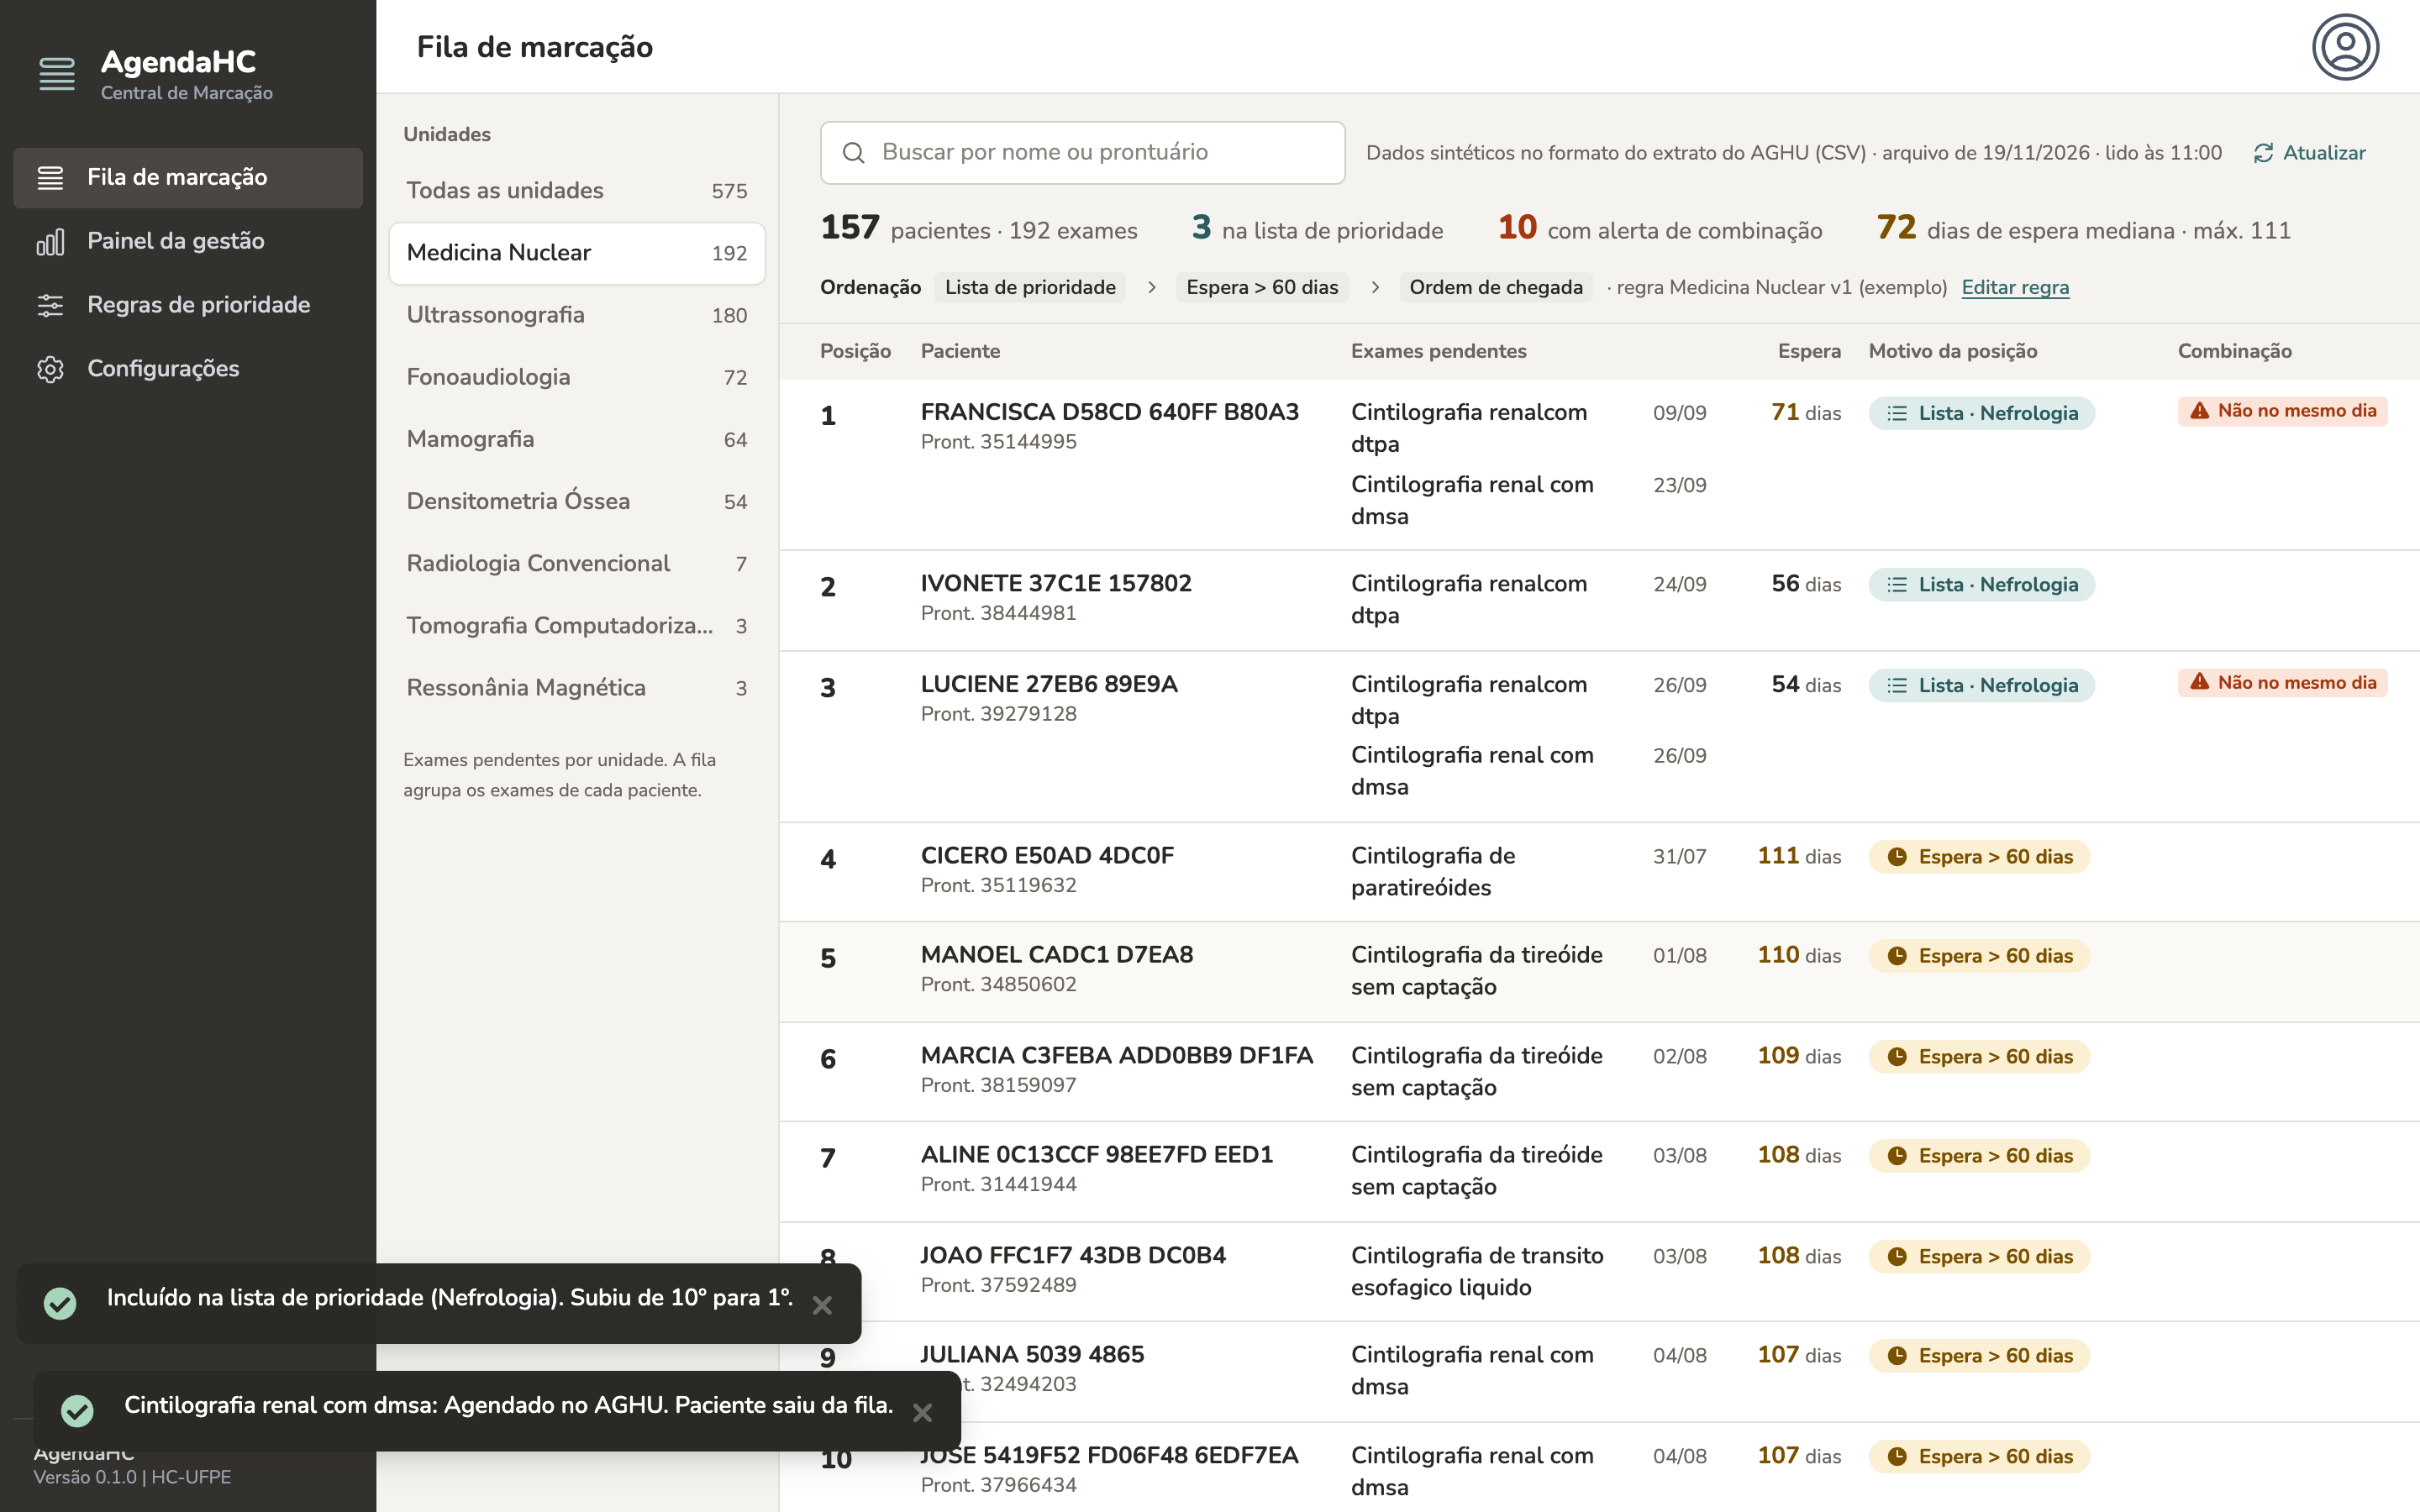 AgendaHC
Central de Marcação
Fila de marcação
Painel da gestão
Regras de prioridade
Configurações
Fila de marcação
Unidades
Todas as unidades 575
Medicina Nuclear 192
Ultrassonografia 180
Fonoaudiologia 72
Mamografia 64
Densitometria Óssea 54
Radiologia Convencional 7
Tomografia Computadoriza... 3
Ressonância Magnética 3
Exames pendentes por unidade. A fila
agrupa os exames de cada paciente.
Buscar por nome ou prontuário
Dados sintéticos no formato do extrato do AGHU (CSV) · arquivo de 19/11/2026 · lido às 11:00 Atualizar
157 pacientes · 192 exames 3 na lista de prioridade 10 com alerta de combinação 72 dias de espera mediana · máx. 111
Ordenação Lista de prioridade > Espera > 60 dias > Ordem de chegada · regra Medicina Nuclear v1 (exemplo) Editar regra
Posição Paciente Exames pendentes Espera Motivo da posição Combinação
1 FRANCISCA D58CD 640FF B80A3 Cintilografia renalcom 09/09 71 dias Lista · Nefrologia Não no mesmo dia
Pront. 35144995 dtpa
Cintilografia renal com 23/09
dmsa
2 IVONETE 37C1E 157802 Cintilografia renalcom 24/09 56 dias Lista · Nefrologia
Pront. 38444981 dtpa
3 LUCIENE 27EB6 89E9A Cintilografia renalcom 26/09 54 dias Lista · Nefrologia Não no mesmo dia
Pront. 39279128 dtpa
Cintilografia renal com 26/09
dmsa
4 CICERO E50AD 4DC0F Cintilografia de 31/07 111 dias Espera > 60 dias
Pront. 35119632 paratireóides
5 MANOEL CADC1 D7EA8 Cintilografia da tireóide 01/08 110 dias Espera > 60 dias
Pront. 34850602 sem captação
6 MARCIA C3FEBA ADD0BB9 DF1FA Cintilografia da tireóide 02/08 109 dias Espera > 60 dias
Pront. 38159097 sem captação
7 ALINE 0C13CCF 98EE7FD EED1 Cintilografia da tireóide 03/08 108 dias Espera > 60 dias
Pront. 31441944 sem captação
8 JOAO FFC1F7 43DB DC0B4 Cintilografia de transito 03/08 108 dias Espera > 60 dias
Pront. 37592489 esofagico liquido
9 JULIANA 5039 4865 Cintilografia renal com 04/08 107 dias Espera > 60 dias
32494203 dmsa
10 JOSE 5419F52 FD06F48 6EDF7EA Cintilografia renal com 04/08 107 dias Espera > 60 dias
Pront. 37966434 dmsa
Incluído na lista de prioridade (Nefrologia). Subiu de 10º para 1º.
Cintilografia renal com dmsa: Agendado no AGHU. Paciente saiu da fila.
AgendaHC
Versão 0.1.0 | HC-UFPE